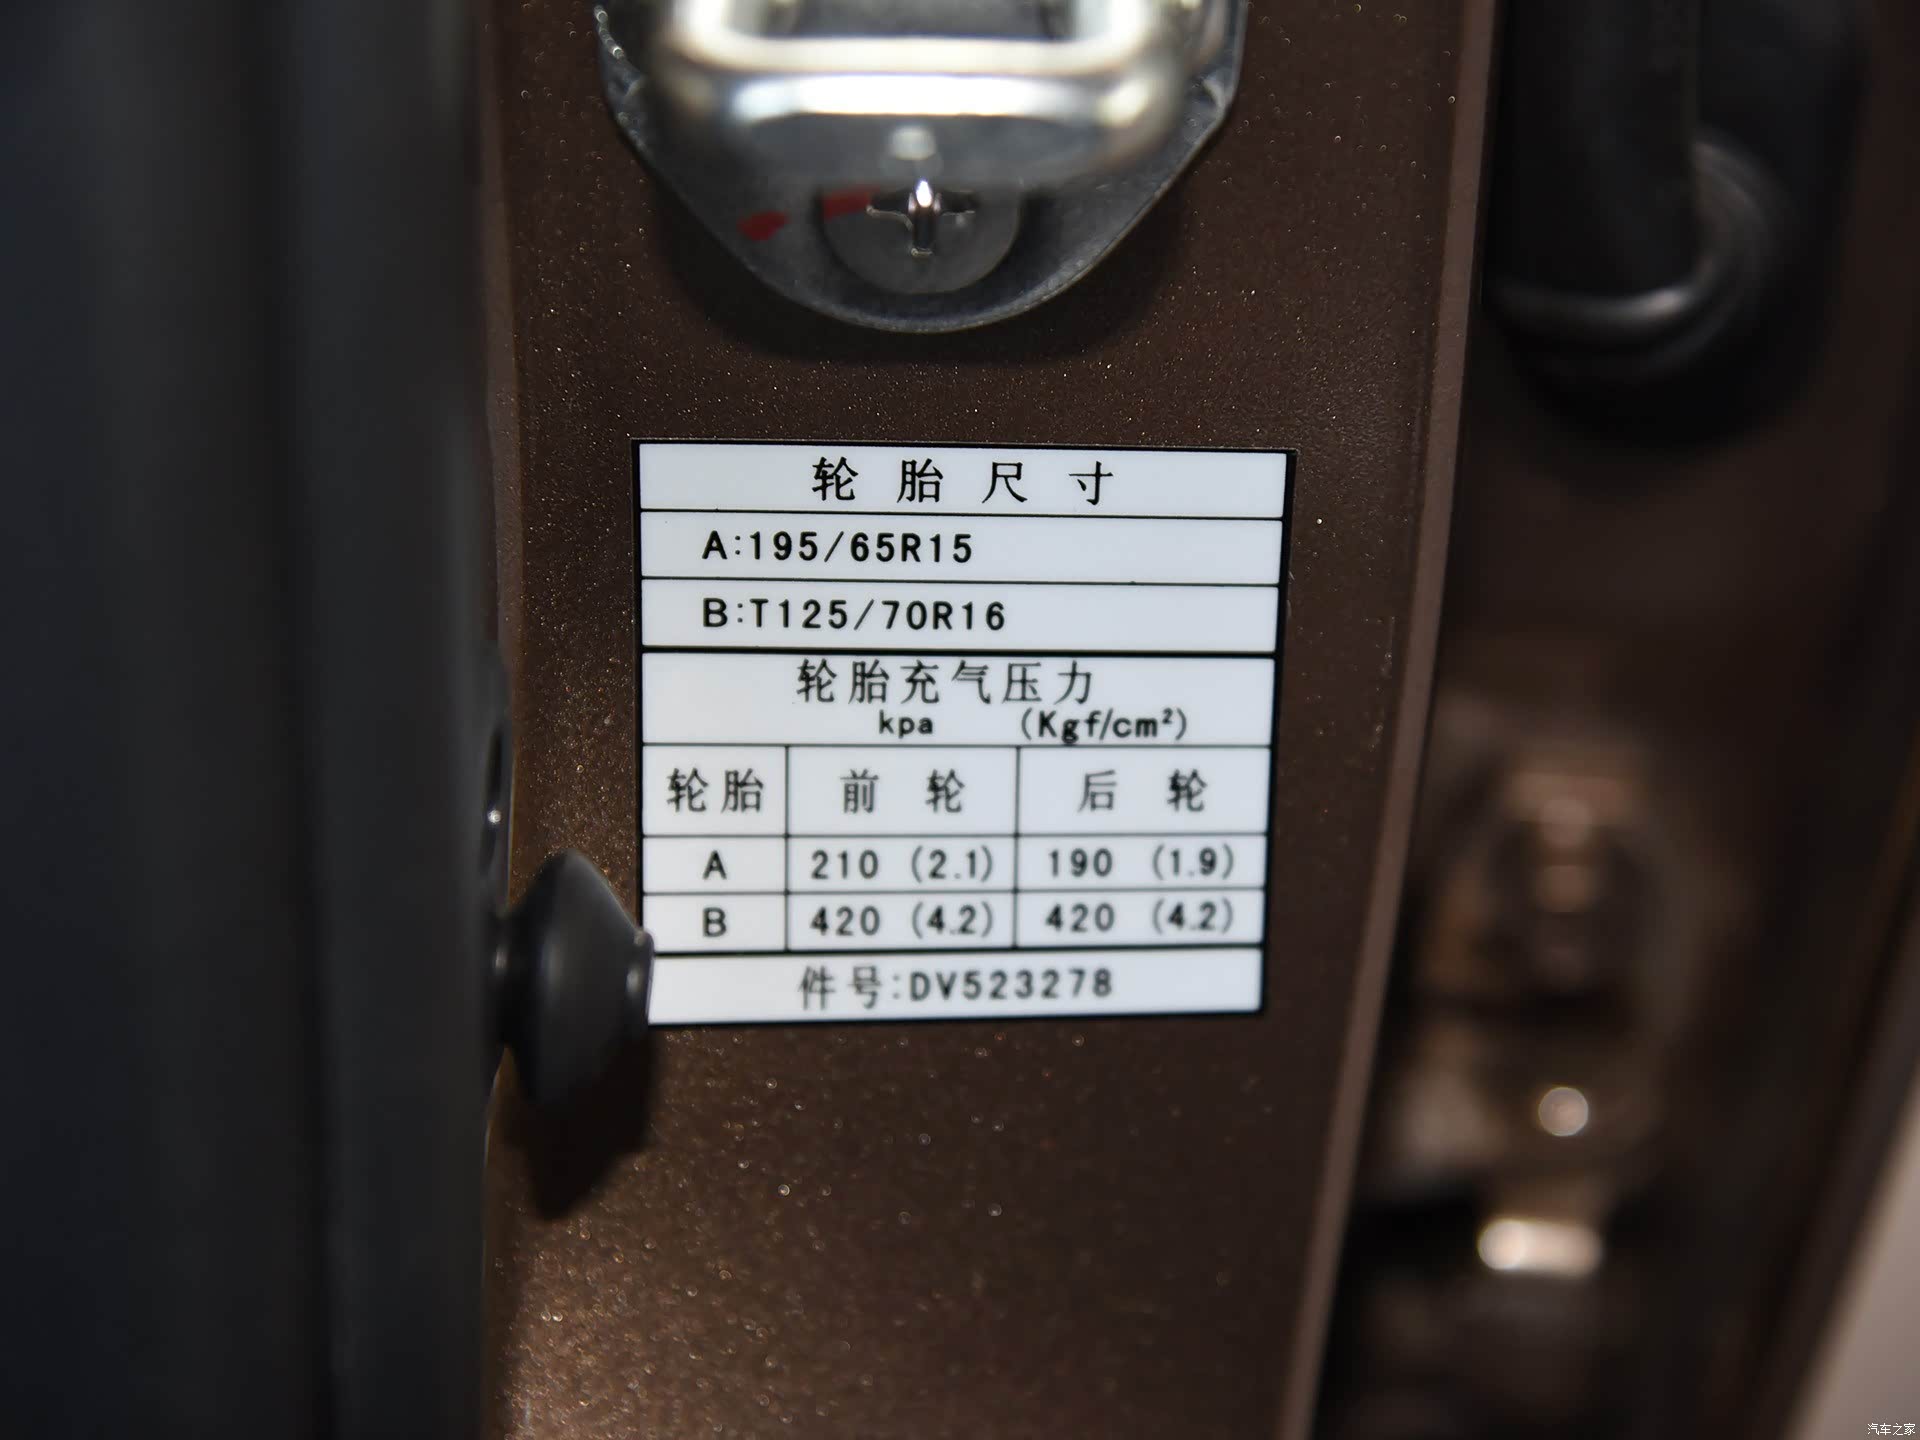 轮胎尺寸
A:195/65R15
B:T125/70R16
轮胎充气压力
kpa (Kgf/cm²)
轮胎 前轮 后轮
A 210 (2.1) 190 (1.9)
B 420 (4.2) 420 (4.2)
件号:DV523278
汽车之家